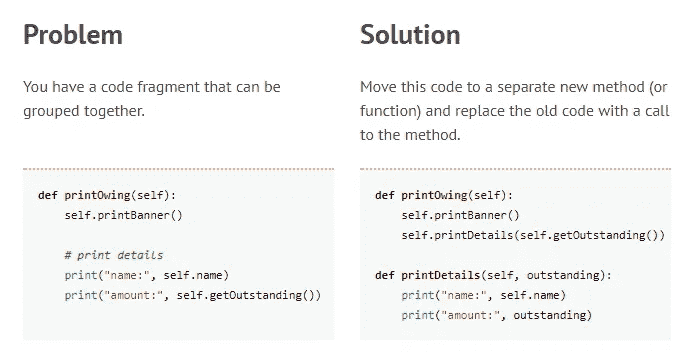 Problem
You have a code fragment that can be
grouped together.
def printOwing(self):
    self.printBanner()

    # print details
    print("name:", self.name)
    print("amount:", self.getOutstanding())
Solution
Move this code to a separate new method (or
function) and replace the old code with a call
to the method.
def printOwing(self):
    self.printBanner()
    self.printDetails(self.getOutstanding())

def printDetails(self, outstanding):
    print("name:", self.name)
    print("amount:", outstanding)